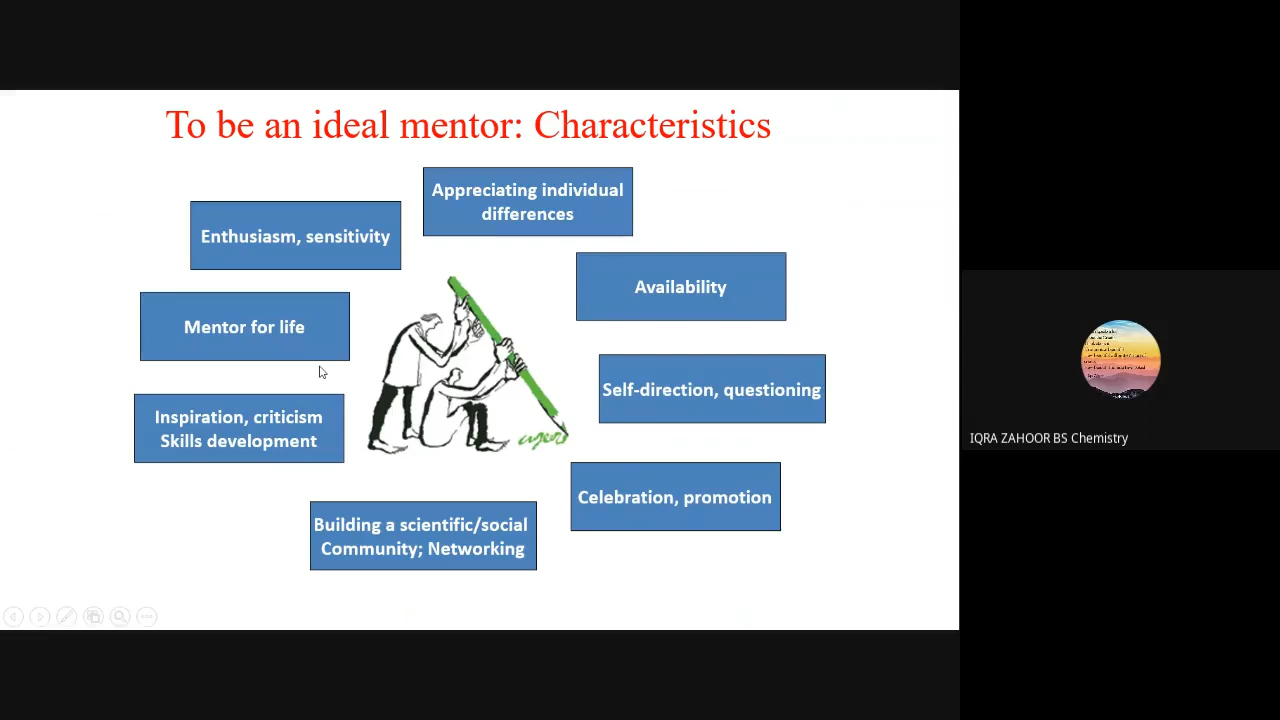 To be an ideal mentor: Characteristics
Appreciating individual
differences
Enthusiasm, sensitivity
Availability
Mentor for life
Self-direction, questioning
Inspiration, criticism
Skills development
Celebration, promotion
Building a scientific/social
Community; Networking
IQRA ZAHOOR BS Chemistry